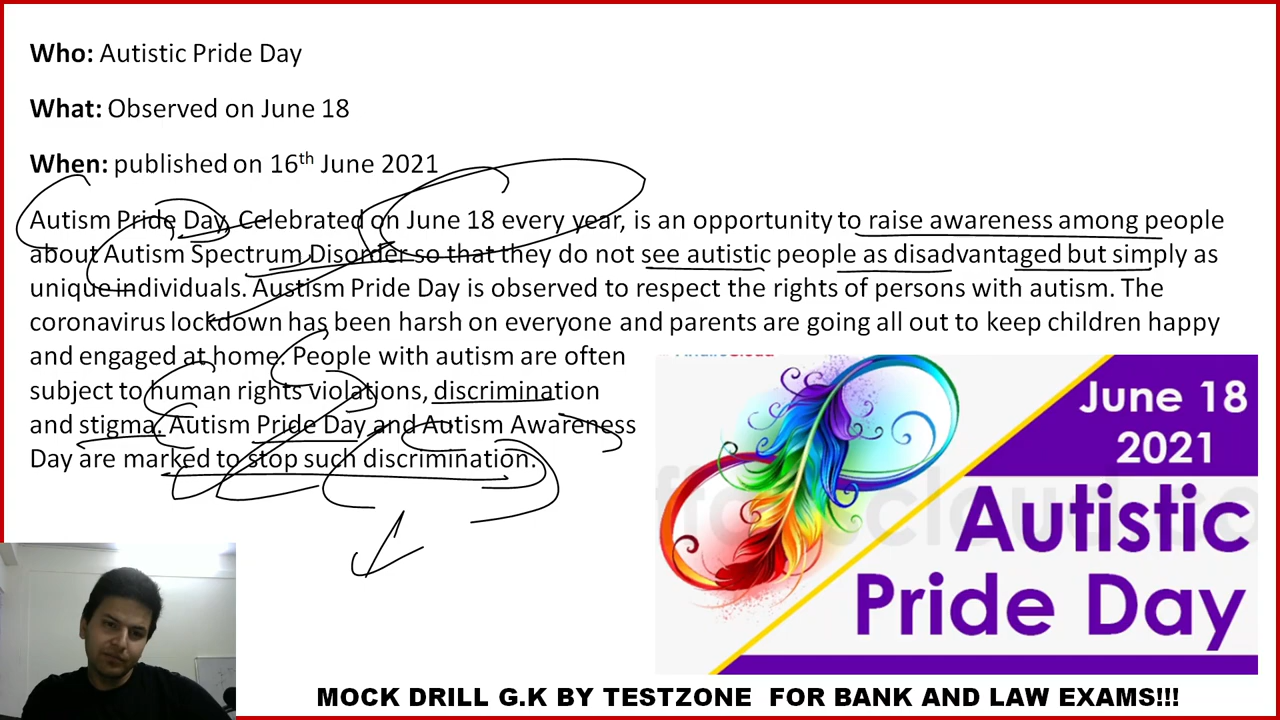 Who: Autistic Pride Day
What: Observed on June 18
When: published on 16th June 2021
Autism Pride Day, Celebrated on June 18 every year, is an opportunity to raise awareness among people
about Autism Spectrum Disorder so that they do not see autistic people as disadvantaged but simply as
unique individuals. Austism Pride Day is observed to respect the rights of persons with autism. The
coronavirus lockdown has been harsh on everyone and parents are going all out to keep children happy
and engaged at home. People with autism are often
subject to human rights violations, discrimination
and stigma. Autism Pride Day and Autism Awareness
Day are marked to stop such discrimination.
June 18
2021
Autistic
Pride Day
MOCK DRILL G.K BY TESTZONE FOR BANK AND LAW EXAMS!!!